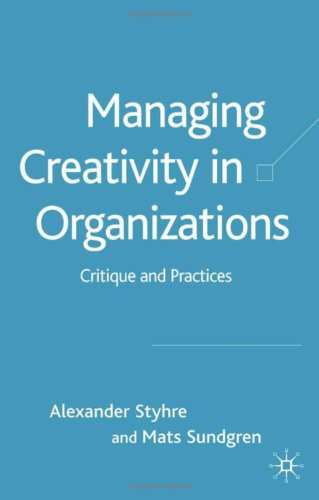 Managing
Creativity in
Organizations
Critique and Practices
Alexander Styhre
and Mats Sundgren